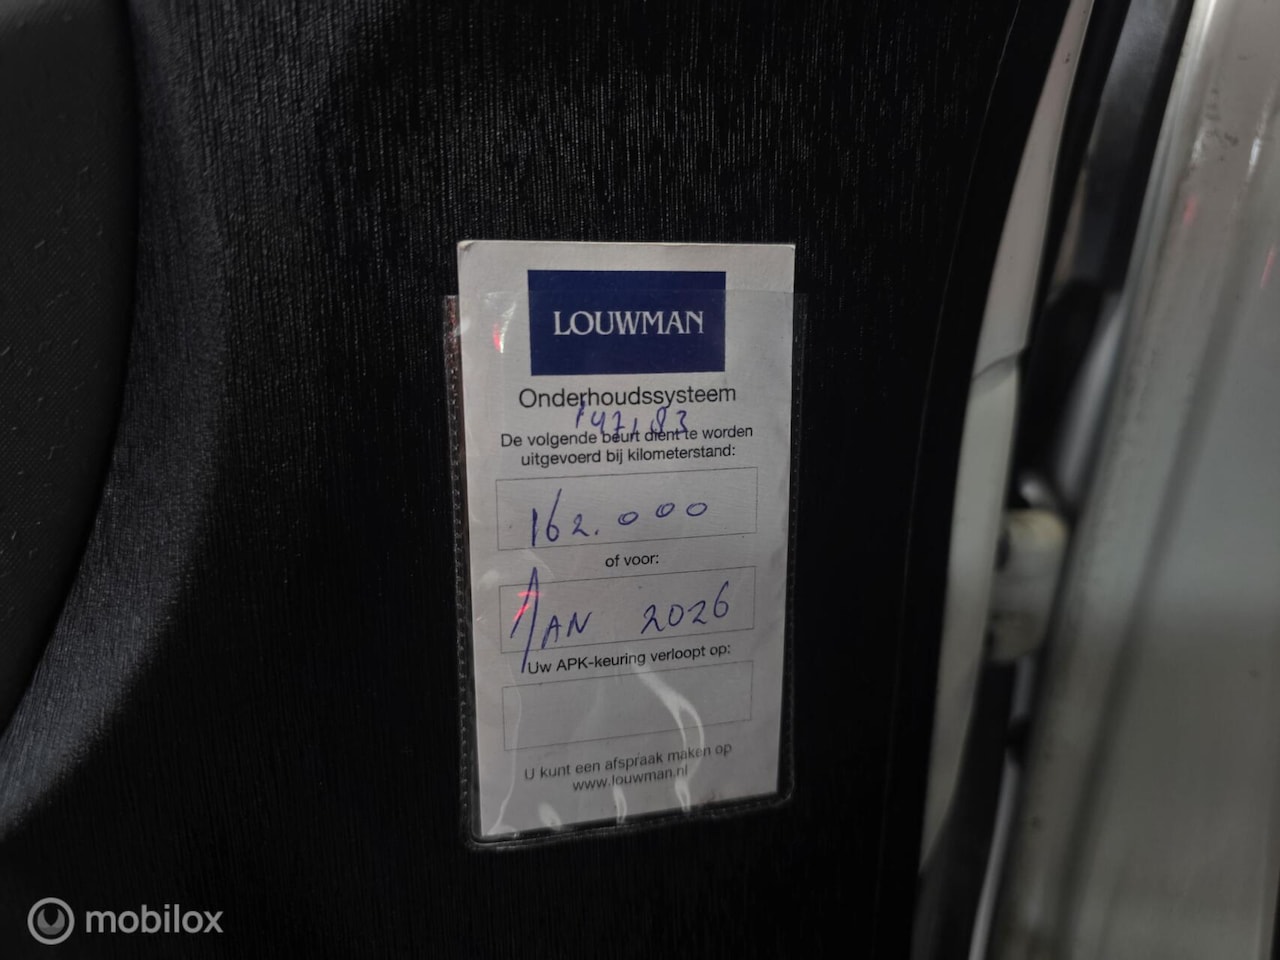 LOUWMAN
Onderhoudssysteem
De volgende beurt dient te worden
uitgevoerd bij kilometerstand:
162.000
of voor:
JAN 2026
Uw APK-keuring verloopt op:
U kunt een afspraak maken op
www.louwman.nl
mobilox